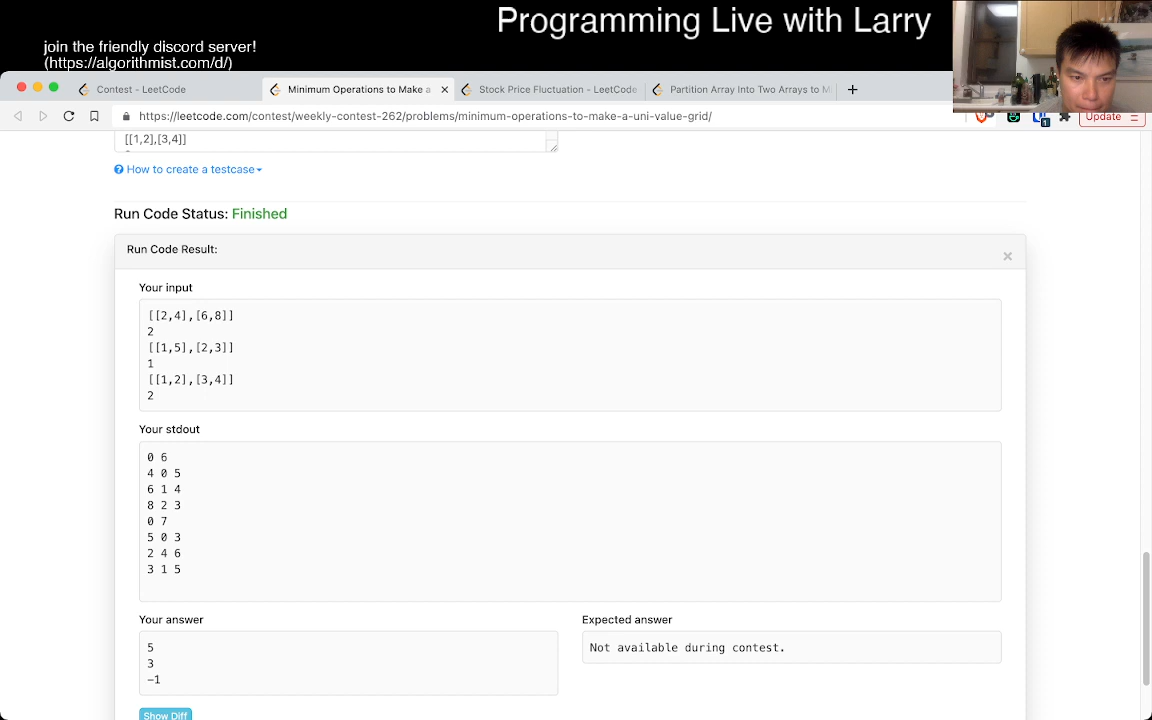 Programming Live with Larry
join the friendly discord server!
(https://algorithmist.com/d/)
Contest - LeetCode
Minimum Operations to Make a
Stock Price Fluctuation - LeetCode
Partition Array Into Two Arrays to M
https://leetcode.com/contest/weekly-contest-262/problems/minimum-operations-to-make-a-uni-value-grid/
1
Update
[[1,2],[3,4]]
How to create a testcase
Run Code Status: Finished
Run Code Result:
×
Your input
[[2,4],[6,8]]
2
[[1,5],[2,3]]
1
[[1,2],[3,4]]
2
Your stdout
0 6
4 0 5
6 1 4
8 2 3
0 7
5 0 3
2 4 6
3 1 5
Your answer
5
3
-1
Expected answer
Not available during contest.
Show Diff